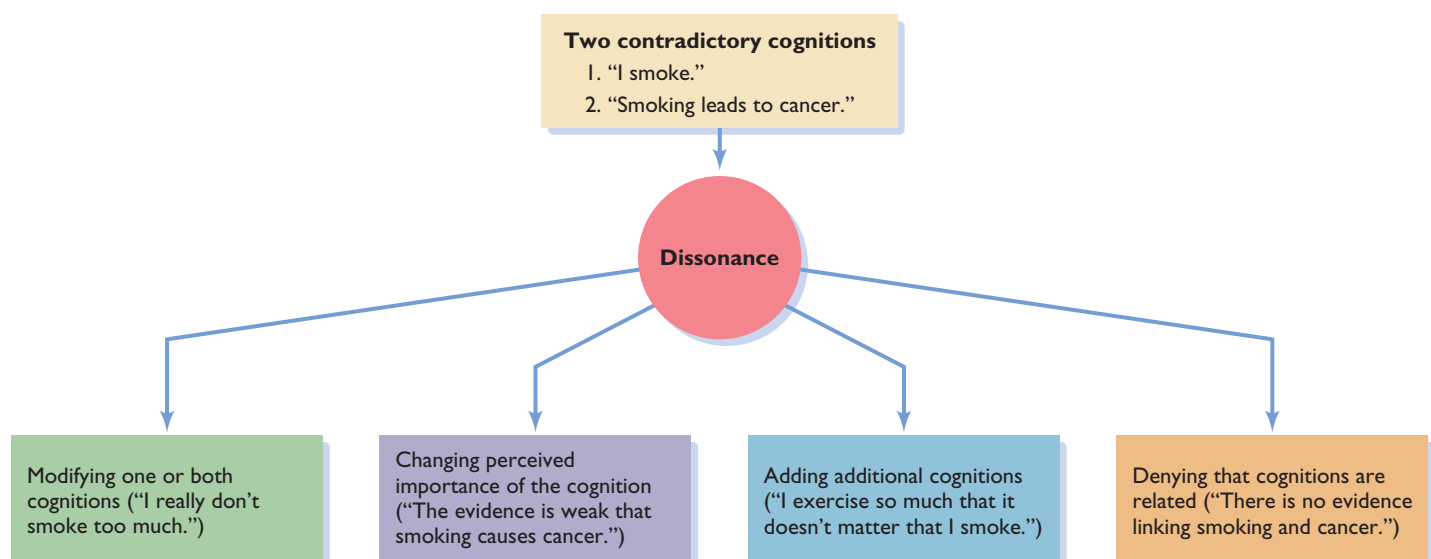 Two contradictory cognitions
1. “I smoke.”
2. “Smoking leads to cancer.”
Dissonance
Modifying one or both
cognitions (“I really don’t
smoke too much.”)
Changing perceived
importance of the cognition
(“The evidence is weak that
smoking causes cancer.”)
Adding additional cognitions
(“I exercise so much that it
doesn’t matter that I smoke.”)
Denying that cognitions are
related (“There is no evidence
linking smoking and cancer.”)